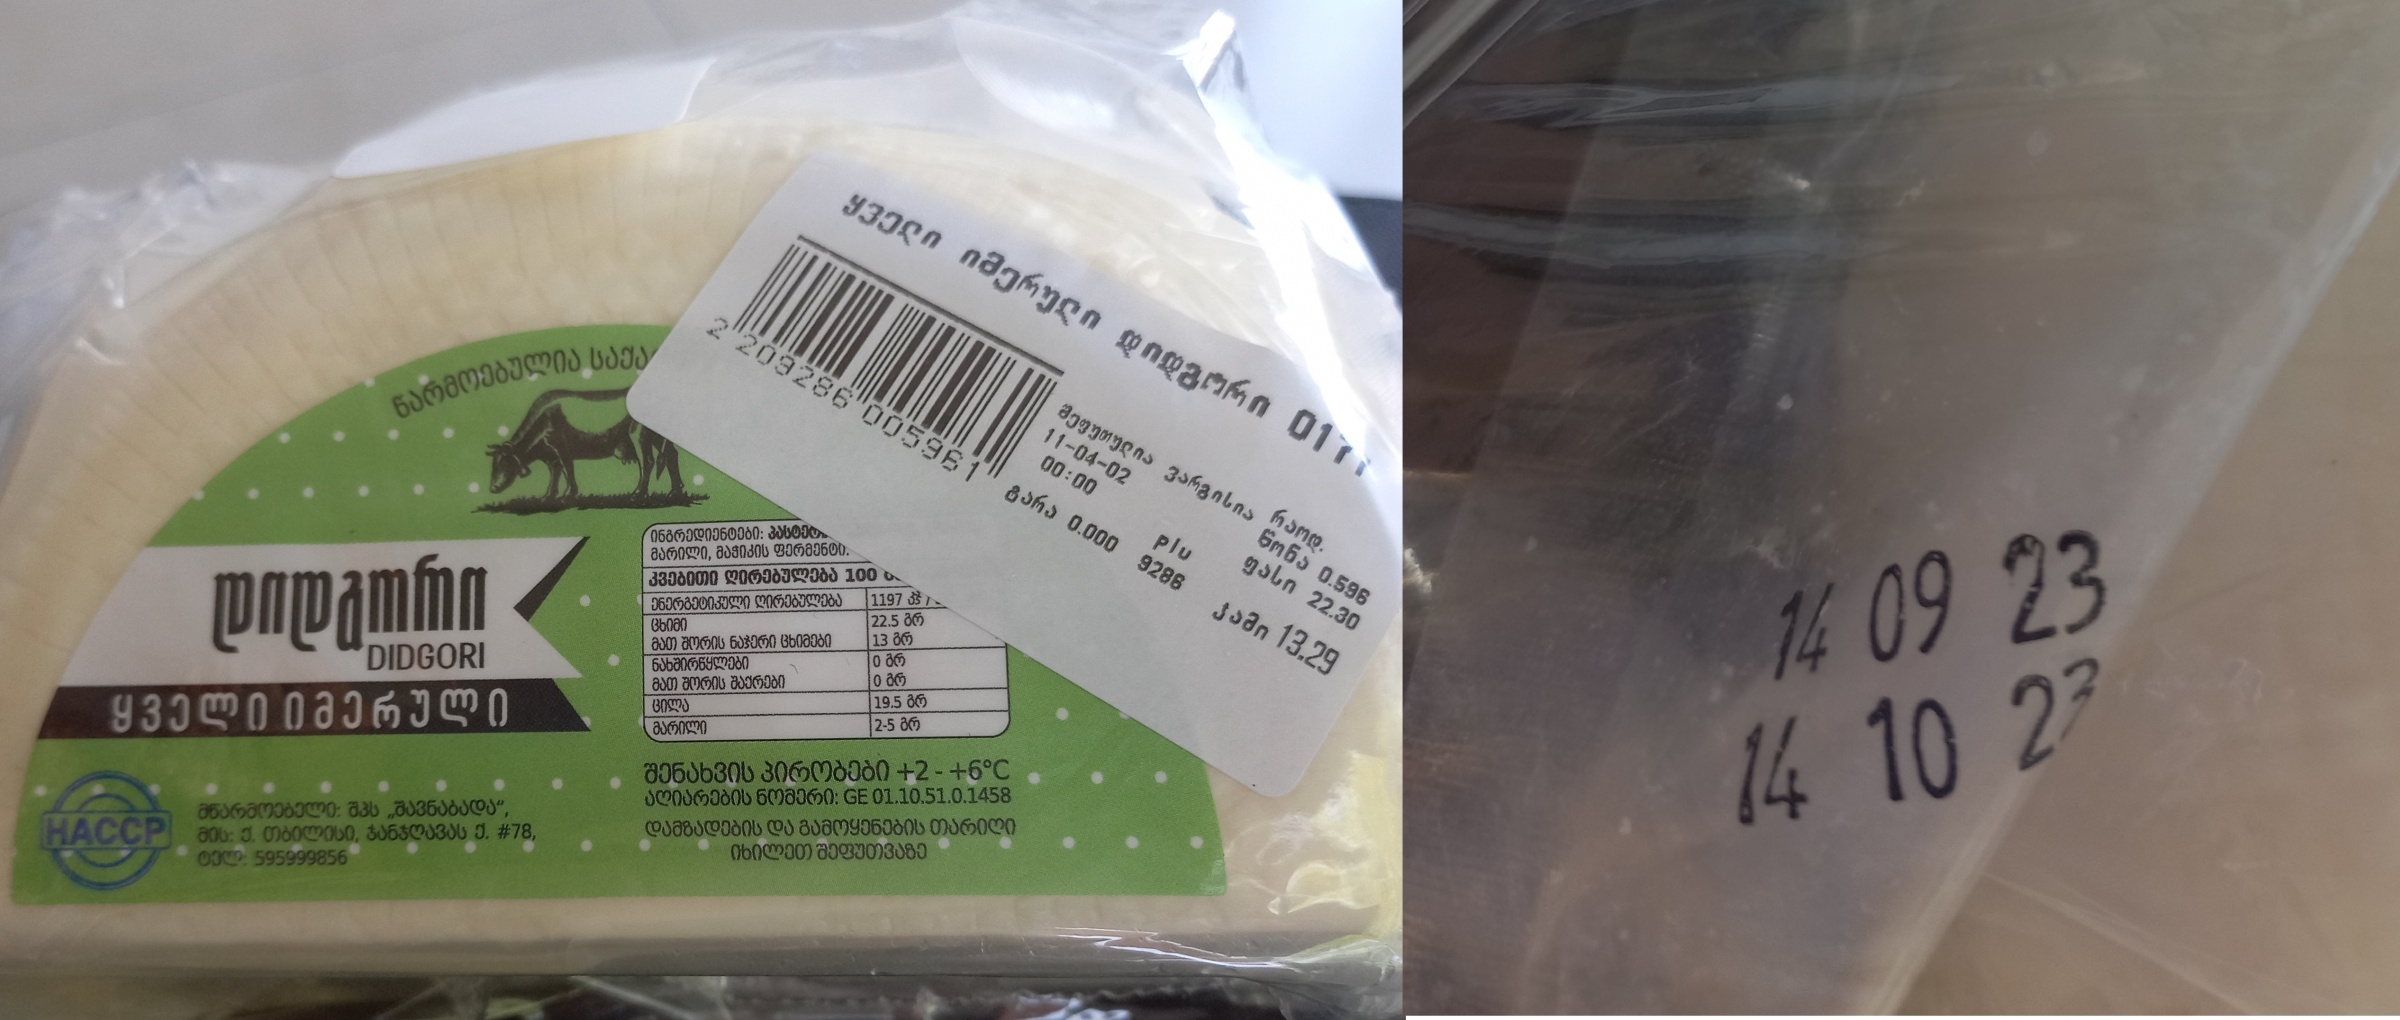 ყველი იმერული დიდგორი
2 209286 005961
შეფუთულია ვარგისია რაოდ.
11-04-02 წონა 0.596
00:00 plu ფასი 22.30
ტარა 0.000 9286 ჯამი 13.29
წარმოებულია
ინგრედიენტები:
მარილი, მაჭიკის ფერმენტი.
კვებითი ღირებულება 100
ენერგეტიკული ღირებულება 1197 კჯ /
ცხიმი 22.5 გრ
მათ შორის ნაჯერი ცხიმები 13 გრ
ნახშირწყლები 0 გრ
მათ შორის შაქრები 0 გრ
ცილა 19.5 გრ
მარილი 2-5 გრ
დიდგორი
DIDGORI
ყველი იმერული
შენახვის პირობები +2 - +6°C
აღიარების ნომერი: GE 01.10.51.0.1458
დამზადების და გამოყენების თარიღი
იხილეთ შეფუთვაზე
HACCP
მწარმოებელი: შპს „შავნაბადა“,
მის: ქ. თბილისი, ჯანჯღავას ქ. #78,
ტელ: 595999856
14 09 23
14 10 23